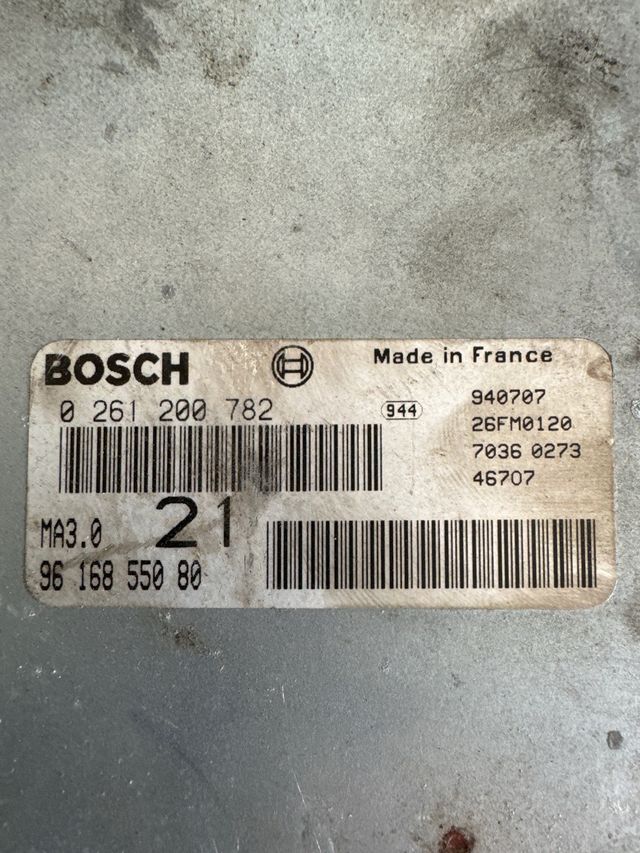 BOSCH Made in France
0 261 200 782 944 940707
26FM0120
7036 0273
46707
MA3.0 21
96 168 550 80